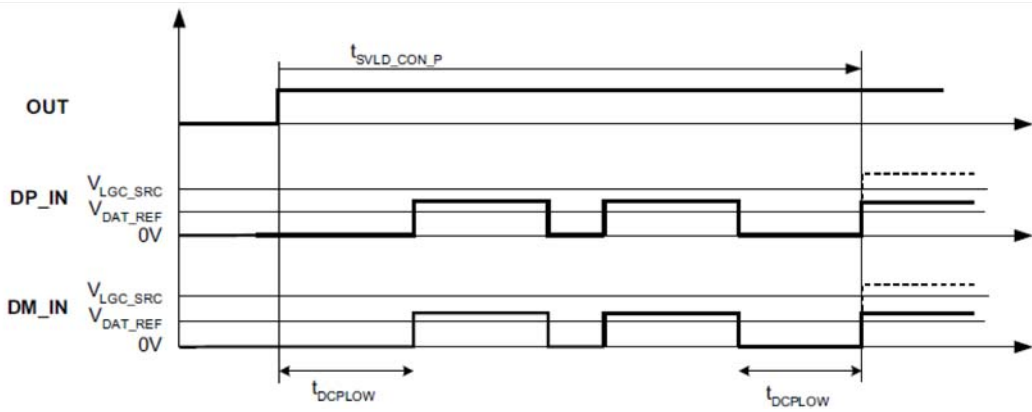 tSVLD_CON_P
OUT
VLGC_SRC
DP_IN
VDAT_REF
0V
VLGC_SRC
DM_IN
VDAT_REF
0V
tDCPLOW
tDCPLOW